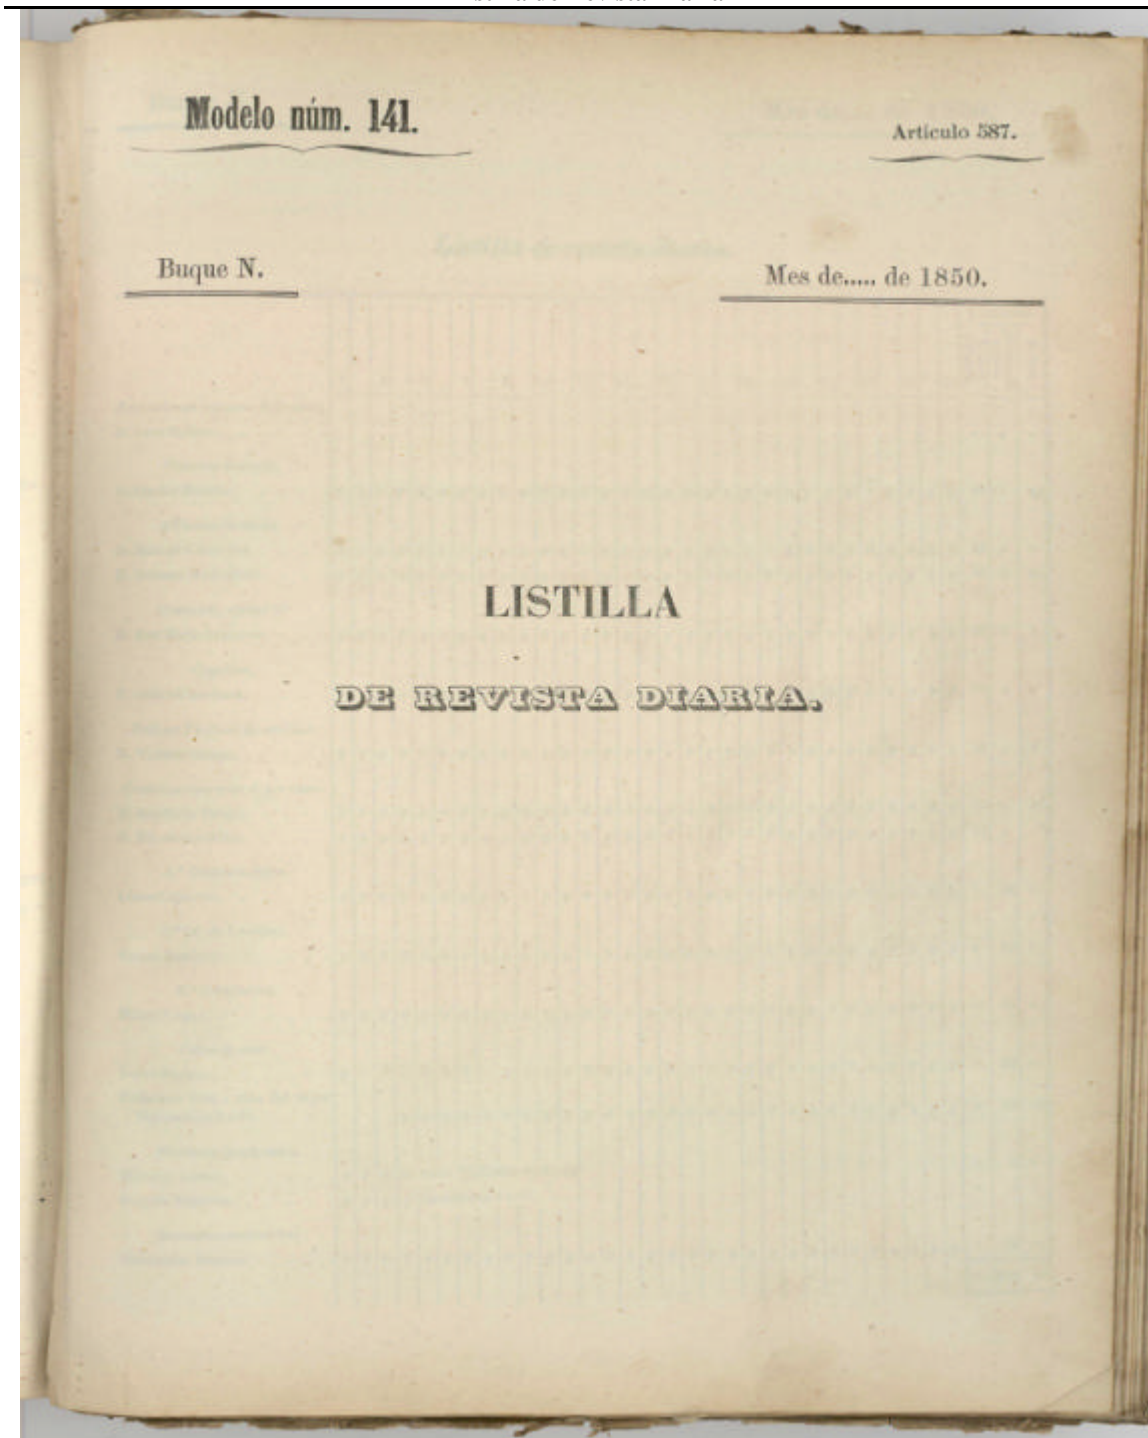 Modelo núm. 141.
Artículo 587.
Buque N.
Mes de..... de 1850.
LISTILLA
DE REVISTA DIARIA.